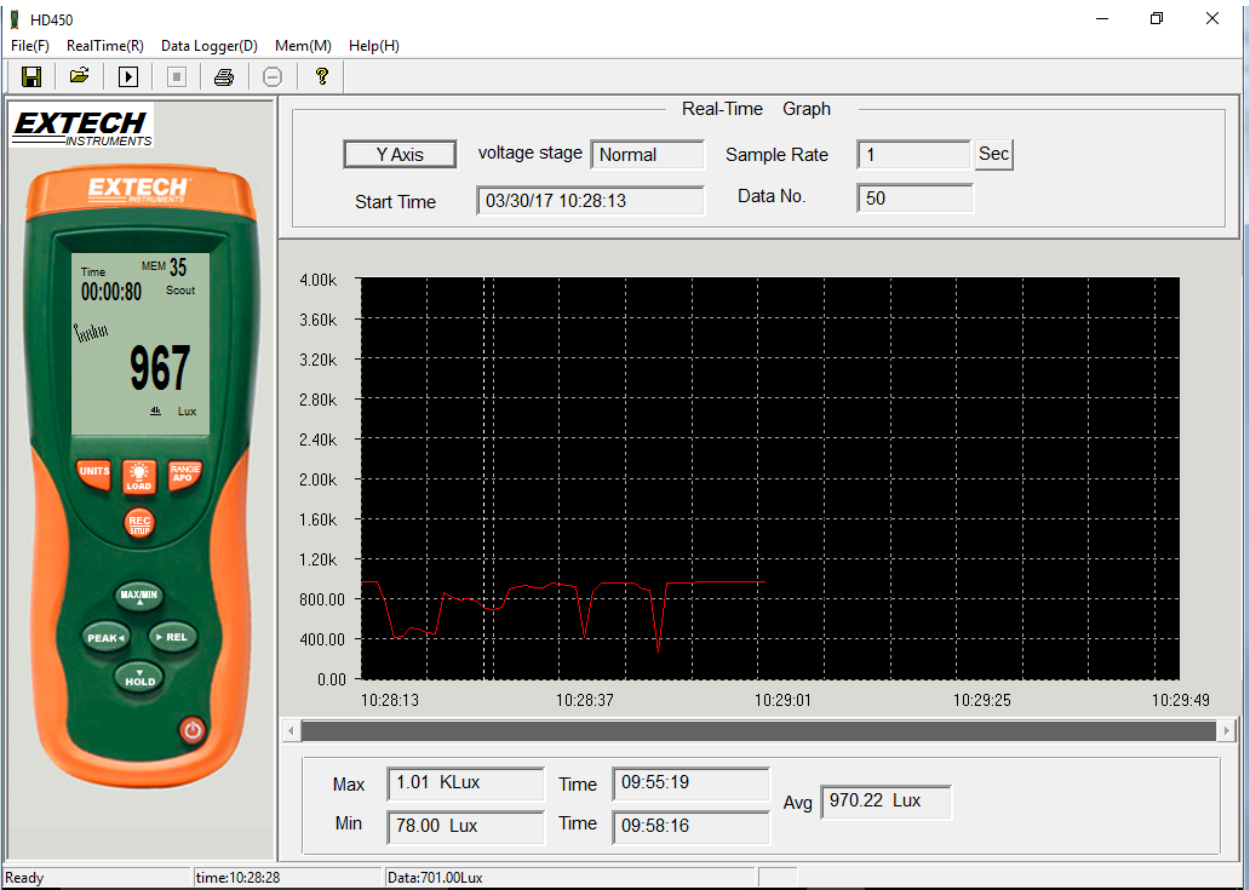 HD450
File(F) RealTime(R) Data Logger(D) Mem(M) Help(H)
EXTECH
INSTRUMENTS
EXTECH
INSTRUMENTS
Time MEM 35
00:00:80 Scout
967
4k Lux
UNITS
LOAD
RANGE
APO
REC
SETUP
MAX/MIN
PEAK
REL
HOLD
Real-Time Graph
Y Axis voltage stage Normal Sample Rate 1 Sec
Start Time 03/30/17 10:28:13 Data No. 50
4.00k
3.60k
3.20k
2.80k
2.40k
2.00k
1.60k
1.20k
800.00
400.00
0.00
10:28:13 10:28:37 10:29:01 10:29:25 10:29:49
Max 1.01 KLux Time 09:55:19
Avg 970.22 Lux
Min 78.00 Lux Time 09:58:16
Ready time:10:28:28 Data:701.00Lux